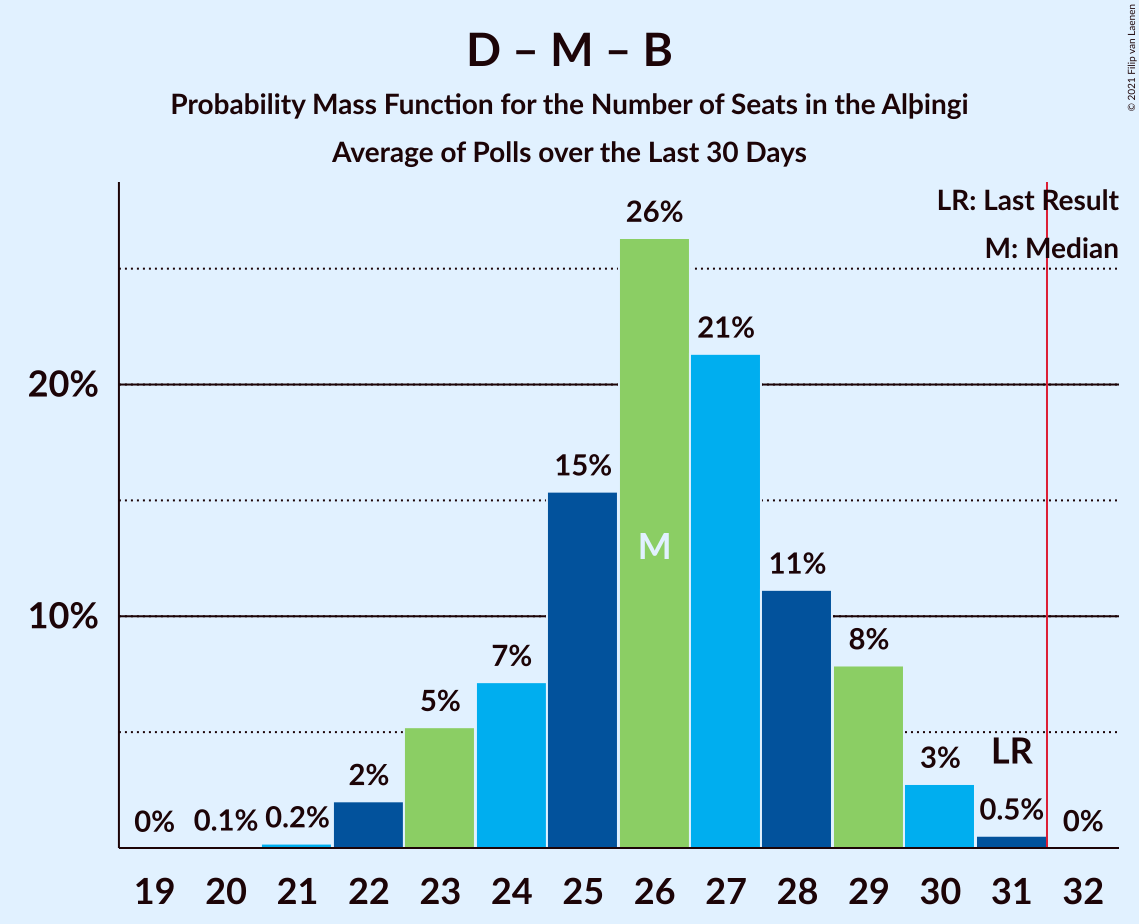 D – M – B
Probability Mass Function for the Number of Seats in the Alþingi
Average of Polls over the Last 30 Days
© 2021 Filip van Laenen
LR: Last Result
M: Median
26%
21%
20%
15%
M
11%
10%
8%
7%
5%
LR
3%
2%
0.5%
0.2%
0.1%
0%
0%
19 20 21 22 23 24 25 26 27 28 29 30 31 32